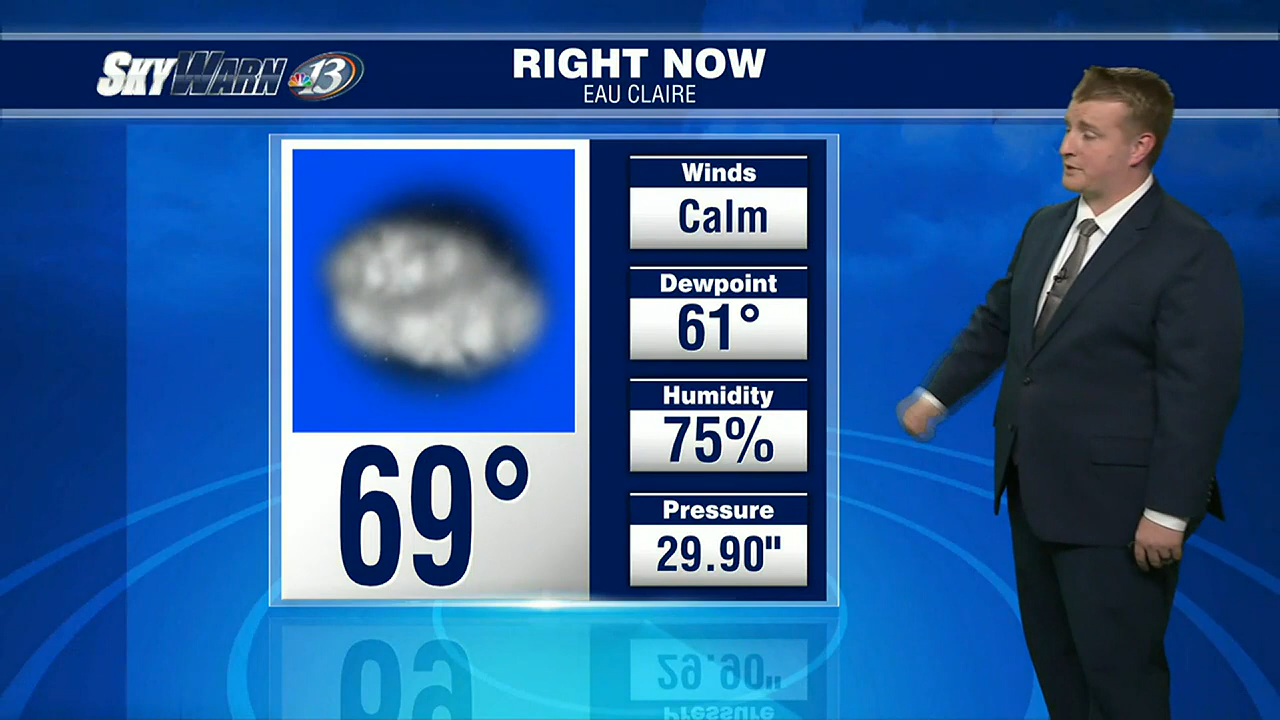 SKYWARN 13
RIGHT NOW
EAU CLAIRE
Winds
Calm
Dewpoint
61°
Humidity
75%
Pressure
29.90"
69°